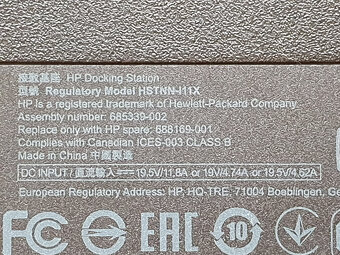 擴充基座 HP Docking Station
型號 Regulatory Model HSTNN-I11X
HP is a registered trademark of Hewlett-Packard Company
Assembly number: 685339-002
Replace only with HP spare: 688169-001
Complies with Canadian ICES-003 CLASS B
Made in China 中國製造
DC INPUT / 直流輸入 ⎓ 19.5V/11.8A or 19V/4.74A or 19.5V/4.62A
European Regulatory Address: HP, HQ-TRE, 71004 Boeblingen, Ge
FC CE EAC 10